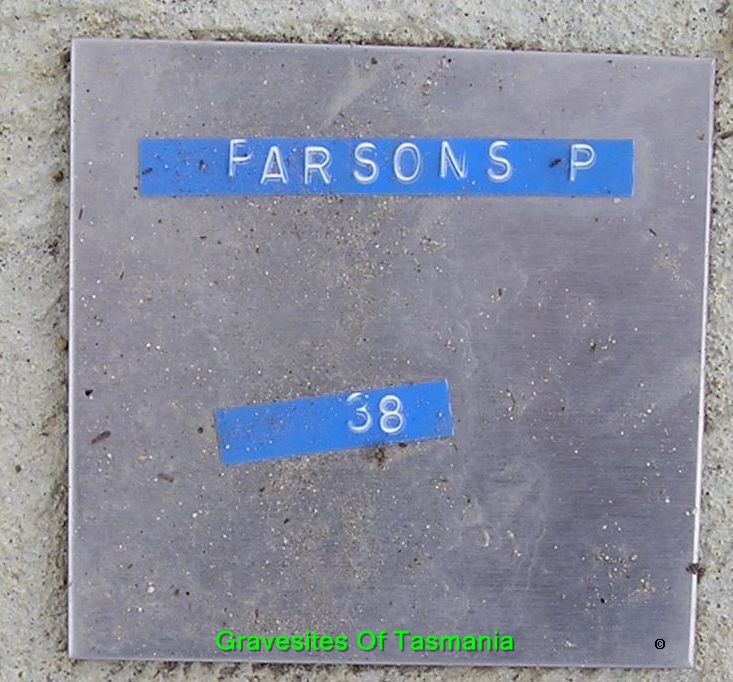 PARSONS P
38
Gravesites Of Tasmania
©